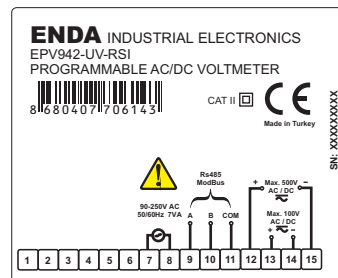 ENDA INDUSTRIAL ELECTRONICS
EPV942-UV-RSI
PROGRAMMABLE AC/DC VOLTMETER
8 680407 706143
CAT II
CE
Made in Turkey
SN: XXXXXXXXX
90-250V AC
50/60Hz 7VA
Rs485
ModBus
A B COM
+ Max. 500V -
AC / DC
Max. 100V
AC / DC
+ -
1 2 3 4 5 6 7 8 9 10 11 12 13 14 15